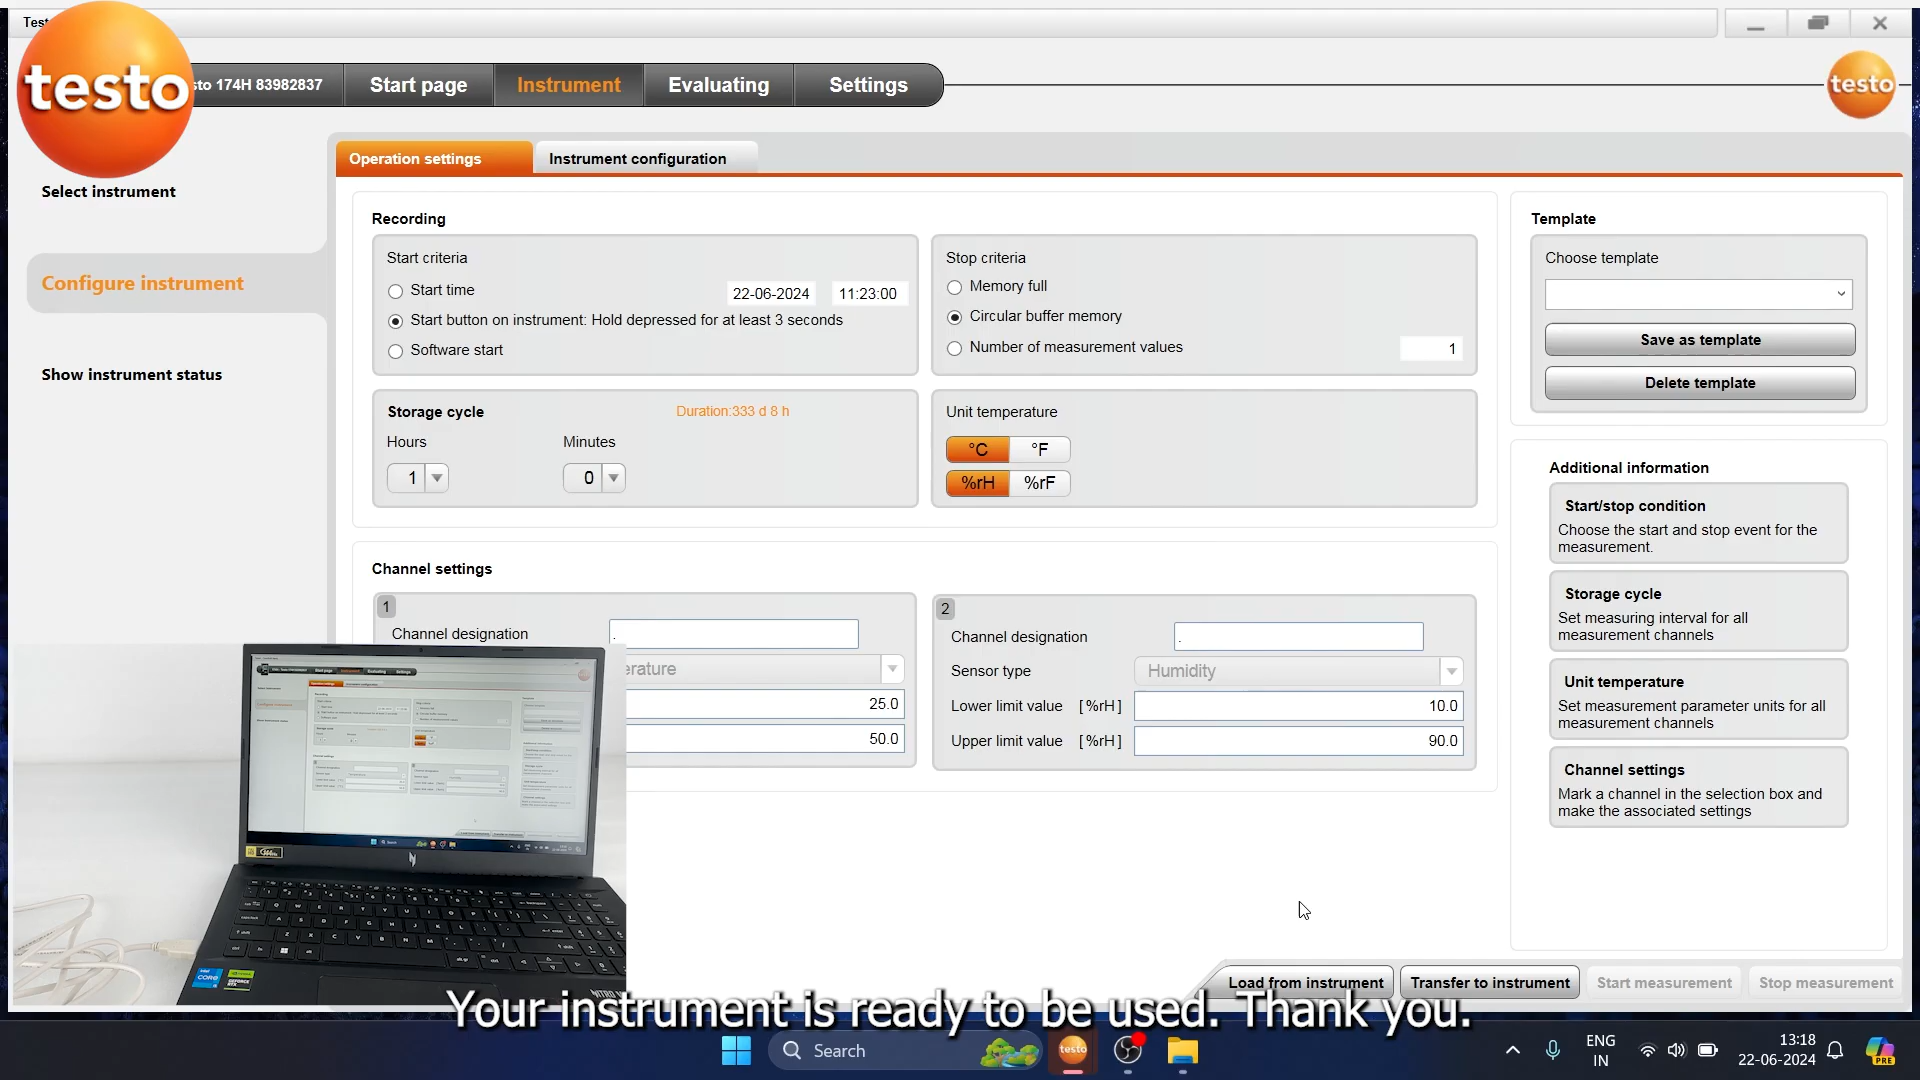 Test
testo
sto 174H 83982837
Start page
Instrument
Evaluating
Settings
testo
Select instrument
Configure instrument
Show instrument status
Operation settings
Instrument configuration
Recording
Start criteria
Start time
22-06-2024
11:23:00
Start button on instrument: Hold depressed for at least 3 seconds
Software start
Stop criteria
Memory full
Circular buffer memory
Number of measurement values
1
Storage cycle
Duration:333 d 8 h
Hours
Minutes
1
0
Unit temperature
°C
°F
%rH
%rF
Channel settings
1
Channel designation
.
erature
25.0
50.0
2
Channel designation
.
Sensor type
Humidity
Lower limit value [%rH]
10.0
Upper limit value [%rH]
90.0
Template
Choose template
Save as template
Delete template
Additional information
Start/stop condition
Choose the start and stop event for the
measurement.
Storage cycle
Set measuring interval for all
measurement channels
Unit temperature
Set measurement parameter units for all
measurement channels
Channel settings
Mark a channel in the selection box and
make the associated settings
Load from instrument
Transfer to instrument
Start measurement
Stop measurement
Your instrument is ready to be used. Thank you.
Search
testo
ENG
IN
13:18
22-06-2024
PRE